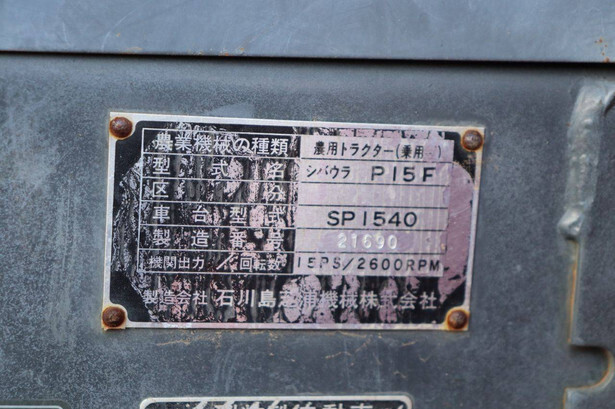 農業機械の種類 農用トラクター(乗用)
型式名 シバウラ P15F
区分
車台型式 SP1540
製造番号 21690
機関出力/回転数 15PS/2600RPM
製造会社 石川島芝浦機械株式会社